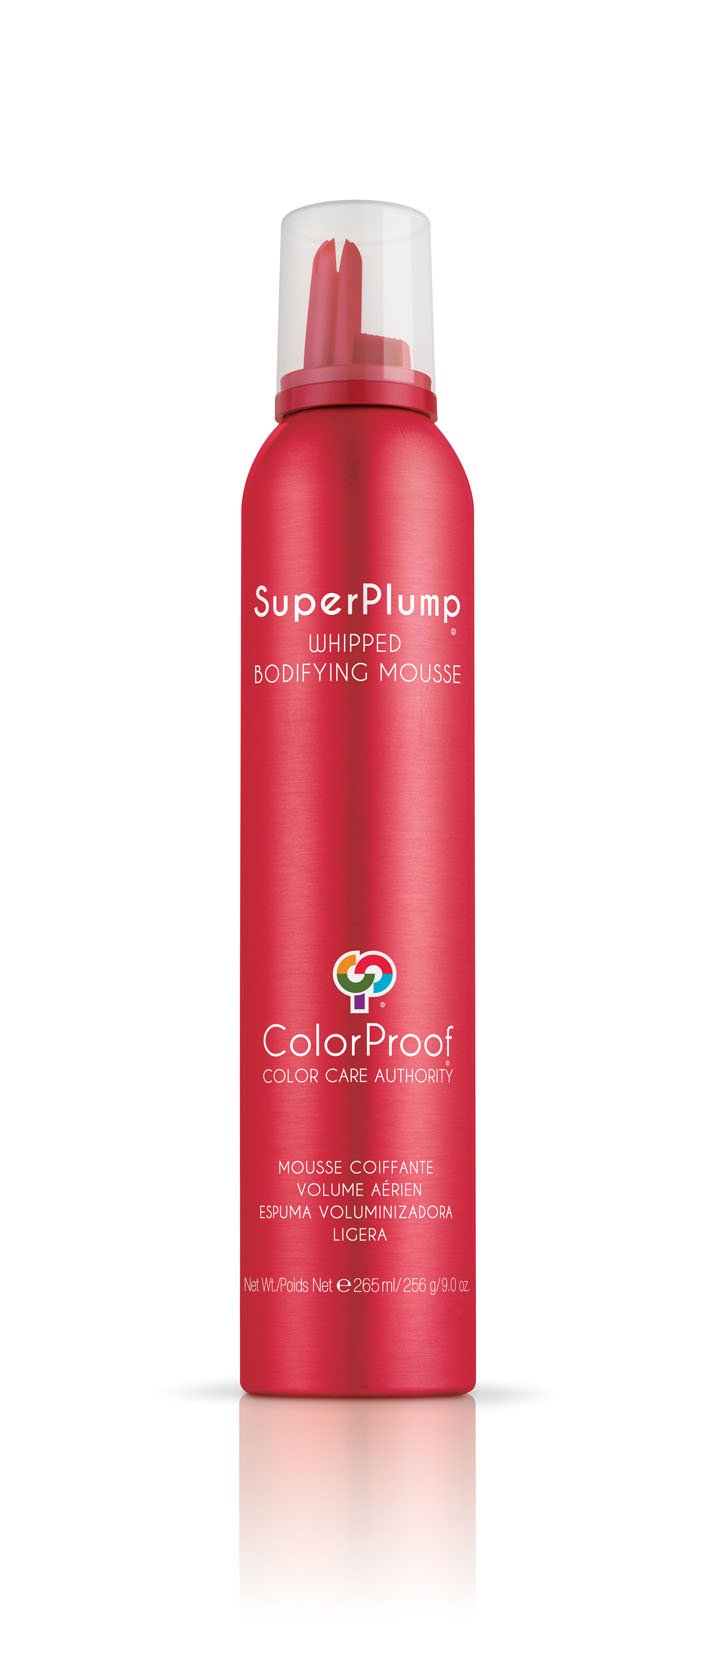 SuperPlump®
WHIPPED
BODIFYING MOUSSE
®
ColorProof®
COLOR CARE AUTHORITY
MOUSSE COIFFANTE
VOLUME AÉRIEN
ESPUMA VOLUMINIZADORA
LIGERA
Net Wt./Poids Net ℮ 265 ml/256 g/9.0 oz.